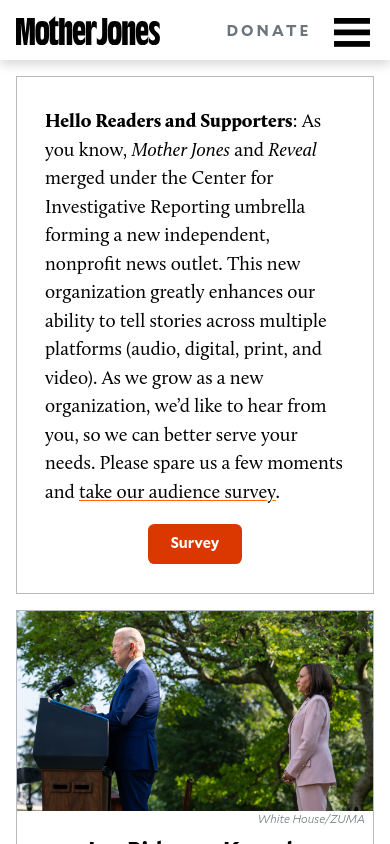 Mother Jones
DONATE
Hello Readers and Supporters: As
you know, Mother Jones and Reveal
merged under the Center for
Investigative Reporting umbrella
forming a new independent,
nonprofit news outlet. This new
organization greatly enhances our
ability to tell stories across multiple
platforms (audio, digital, print, and
video). As we grow as a new
organization, we’d like to hear from
you, so we can better serve your
needs. Please spare us a few moments
and take our audience survey.
Survey
White House/ZUMA